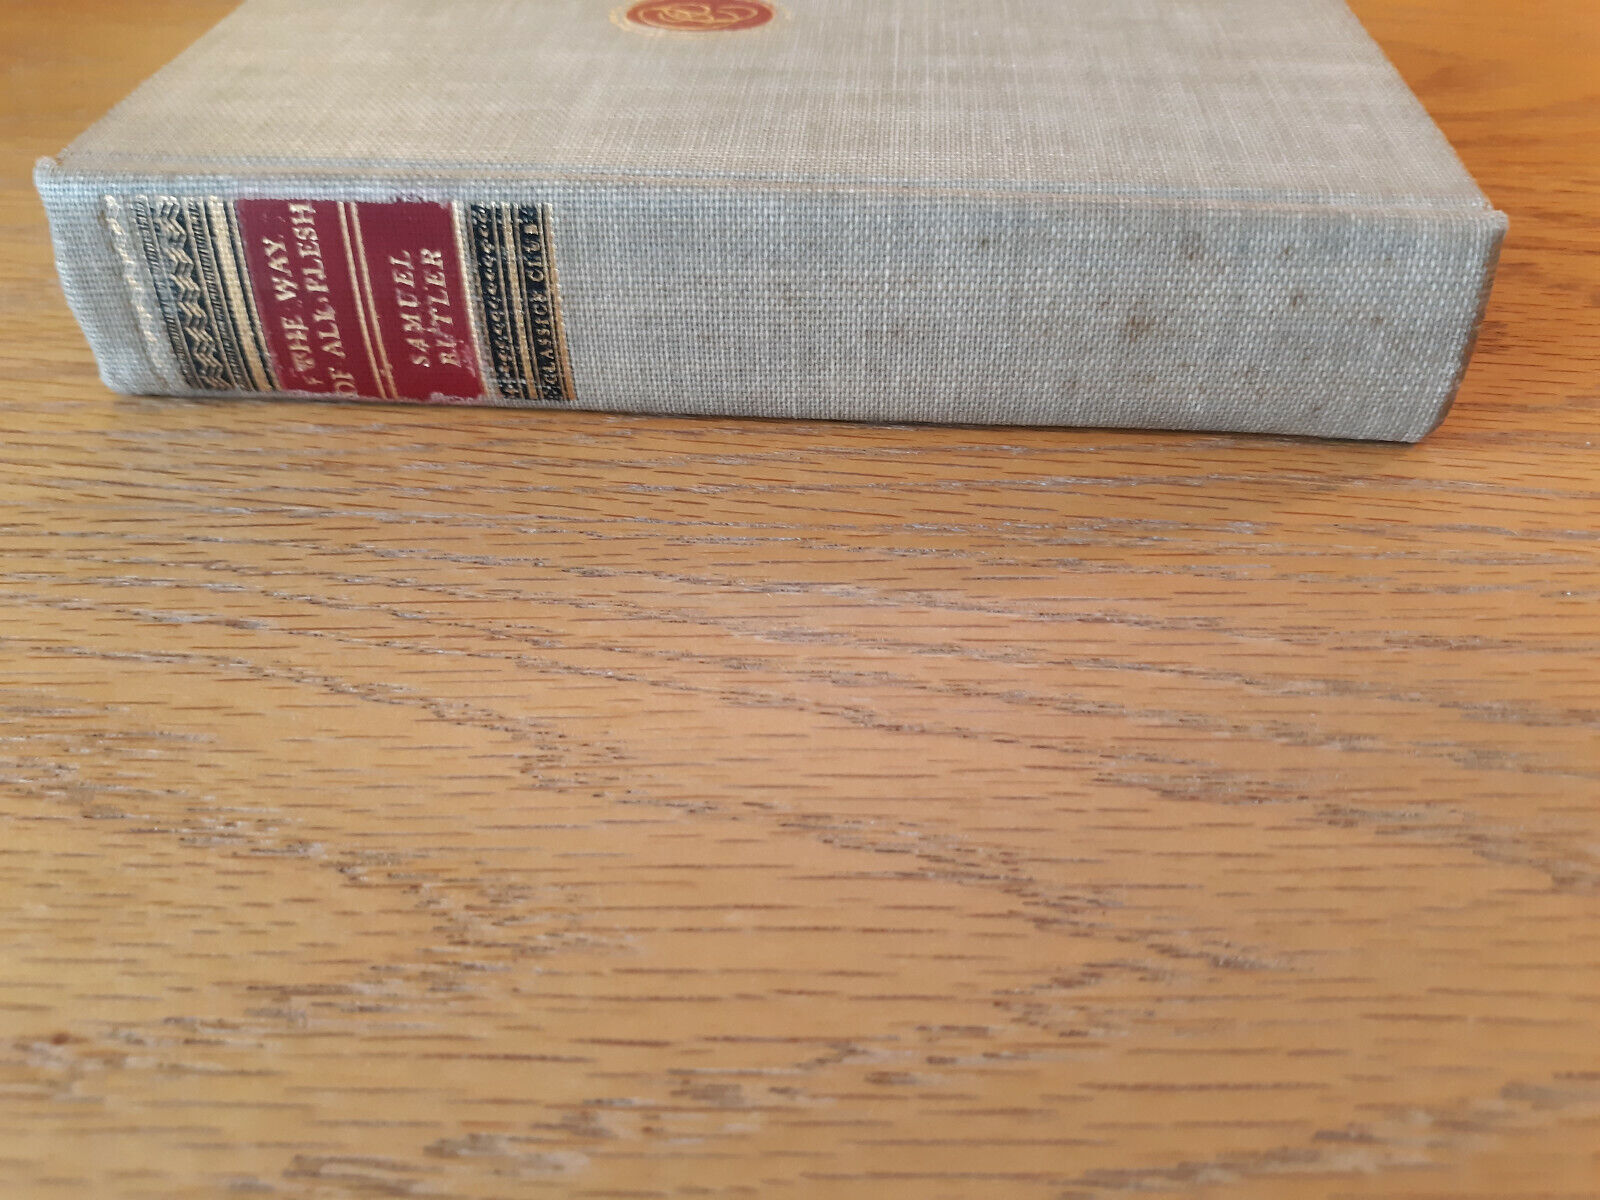 THE WAY
OF ALL FLESH
SAMUEL
BUTLER
CLASSICS CLUB